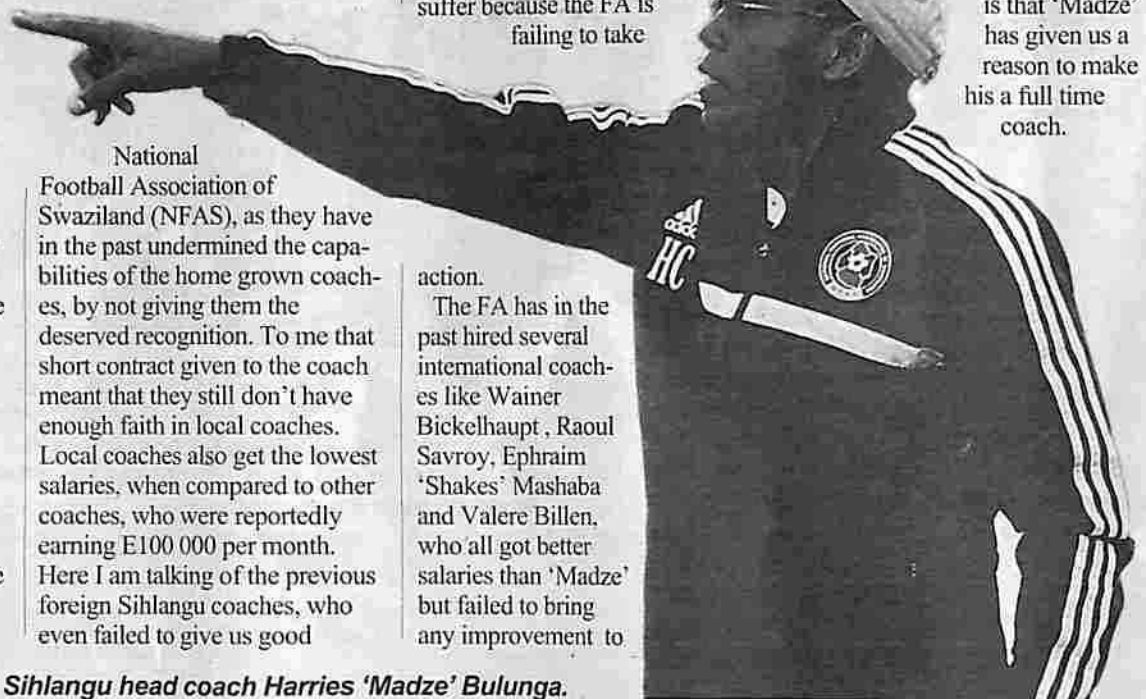 National
Football Association of
Swaziland (NFAS), as they have
in the past undermined the capa-
bilities of the home grown coach-
es, by not giving them the
deserved recognition. To me that
short contract given to the coach
meant that they still don't have
enough faith in local coaches.
Local coaches also get the lowest
salaries, when compared to other
coaches, who were reportedly
earning E100 000 per month.
Here I am talking of the previous
foreign Sihlangu coaches, who
even failed to give us good
suffer because the FA is
failing to take
action.
The FA has in the
past hired several
international coach-
es like Wainer
Bickelhaupt , Raoul
Savroy, Ephraim
'Shakes' Mashaba
and Valere Billen,
who all got better
salaries than 'Madze'
but failed to bring
any improvement to
is that 'Madze'
has given us a
reason to make
his a full time
coach.
adidas
HC
Sihlangu head coach Harries 'Madze' Bulunga.